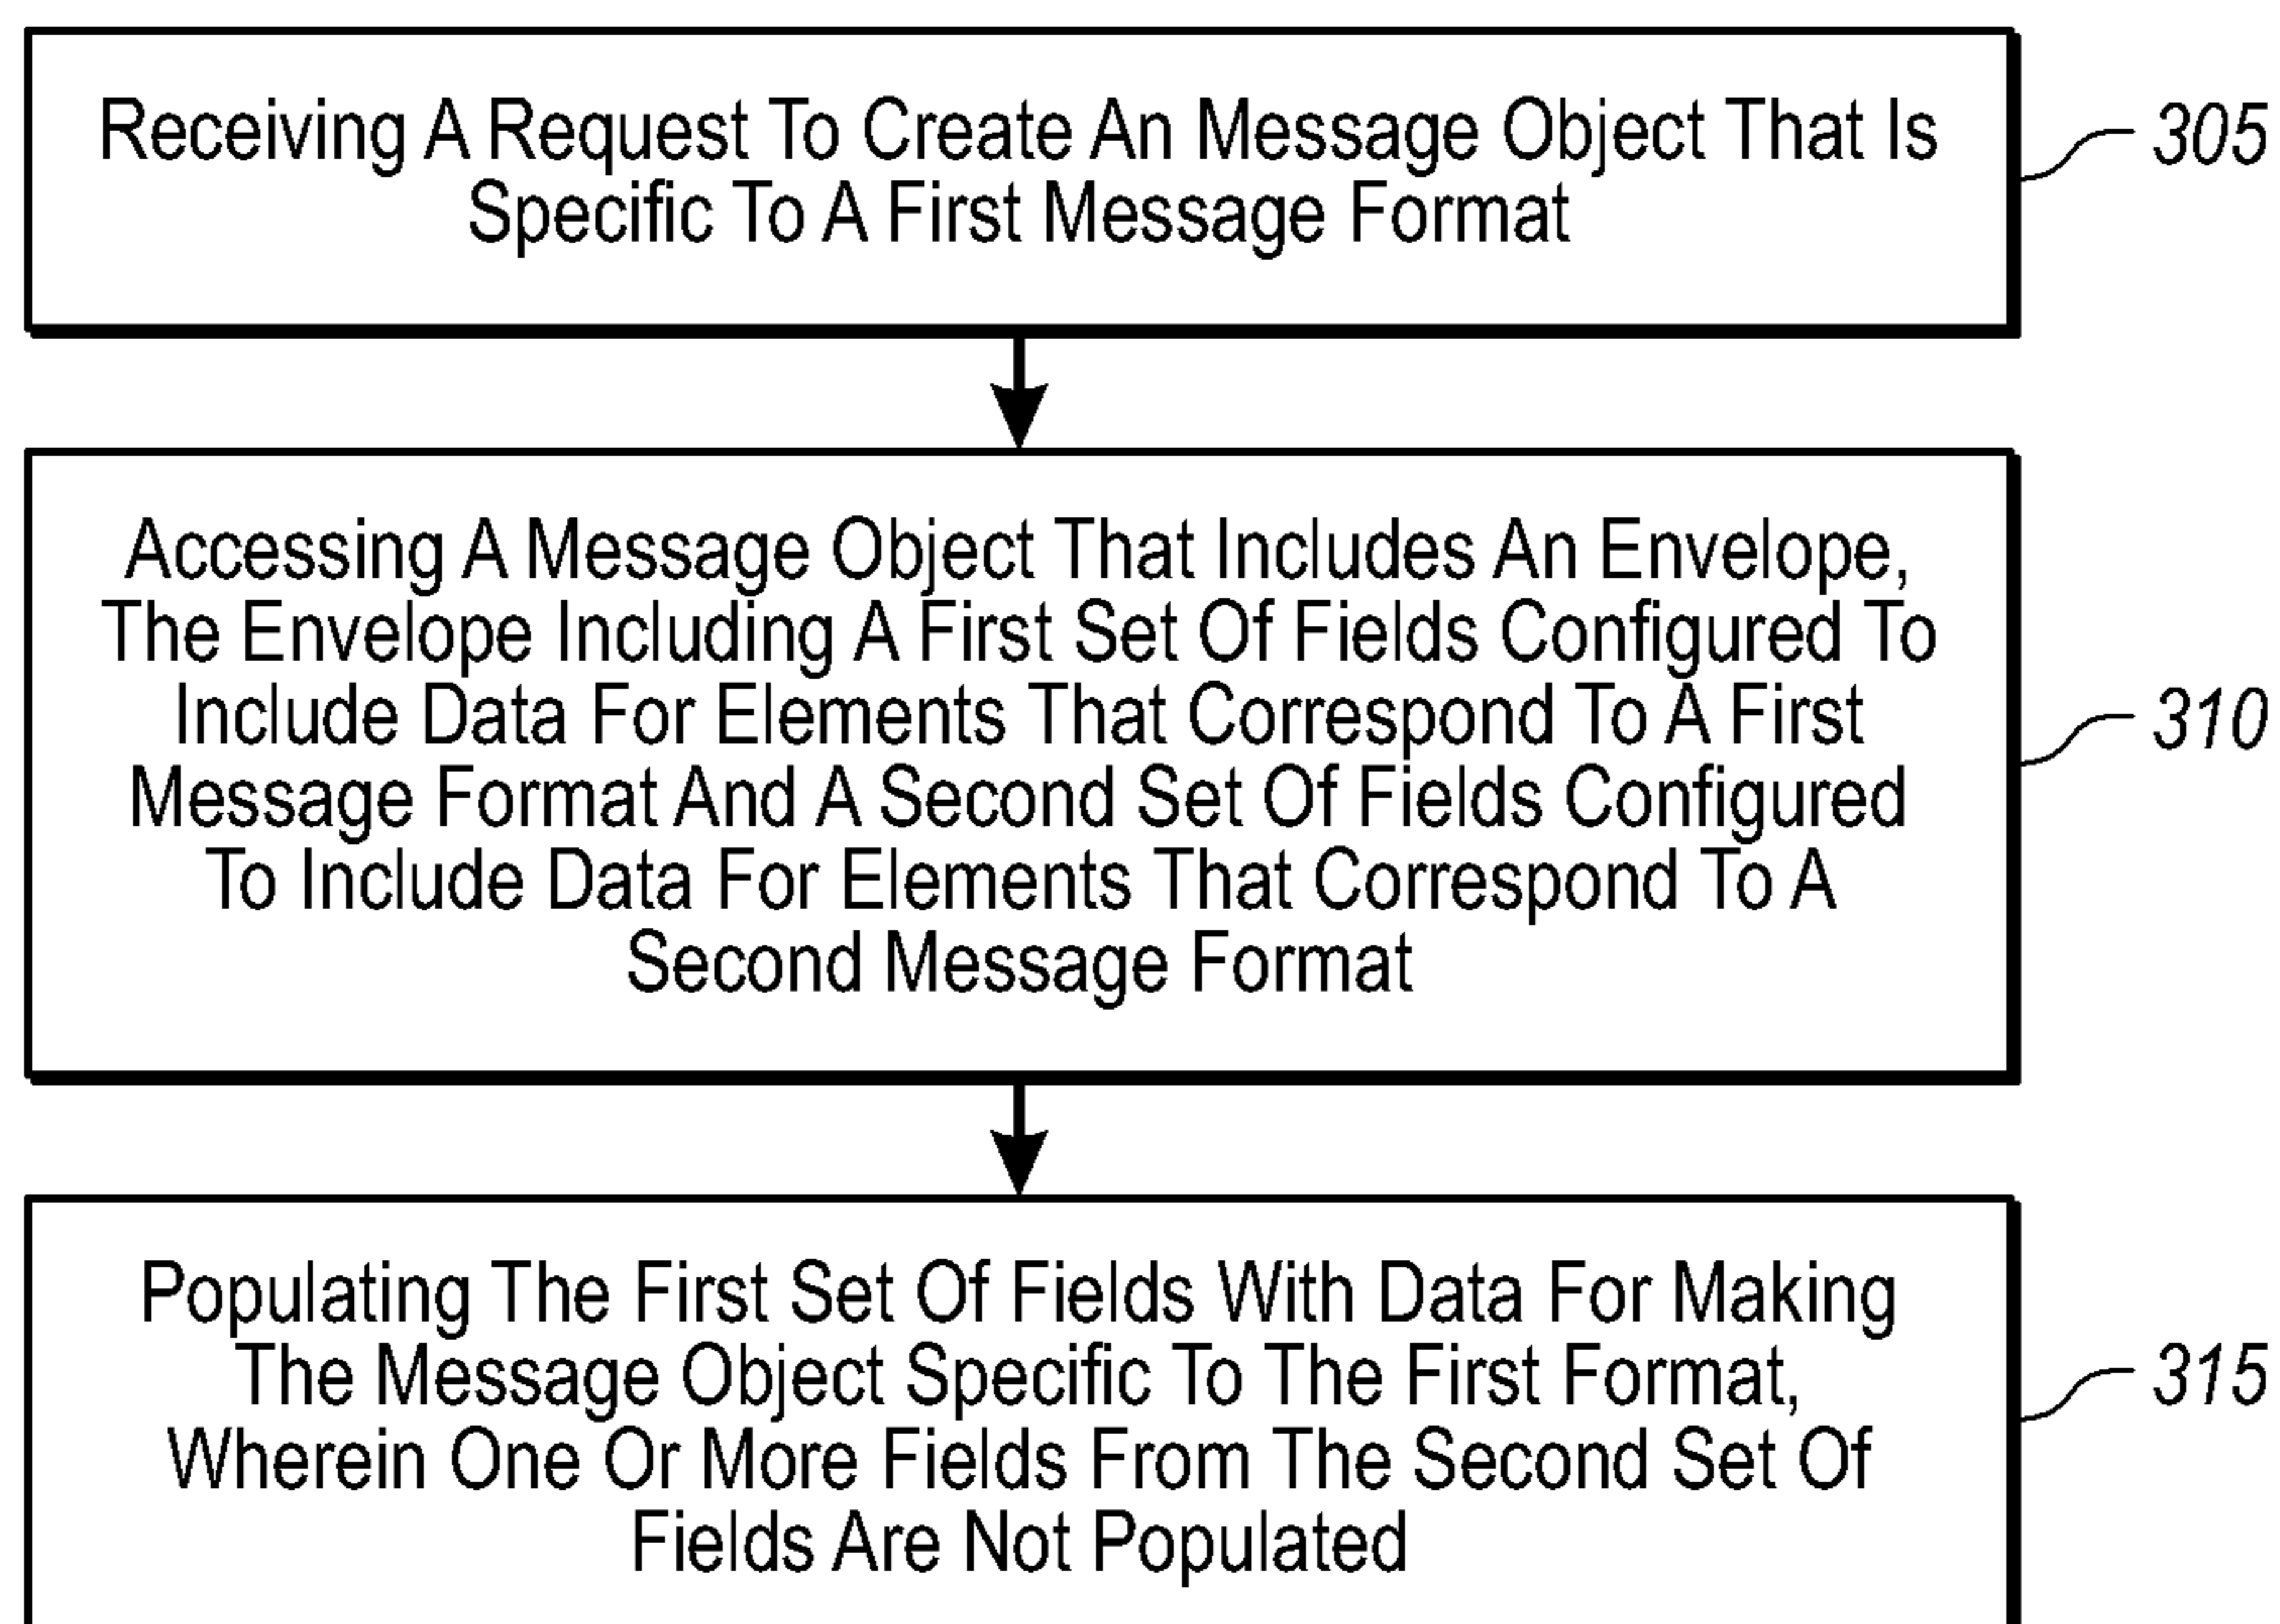 Receiving A Request To Create An Message Object That Is
Specific To A First Message Format
305
Accessing A Message Object That Includes An Envelope,
The Envelope Including A First Set Of Fields Configured To
Include Data For Elements That Correspond To A First
Message Format And A Second Set Of Fields Configured
To Include Data For Elements That Correspond To A
Second Message Format
310
Populating The First Set Of Fields With Data For Making
The Message Object Specific To The First Format,
Wherein One Or More Fields From The Second Set Of
Fields Are Not Populated
315